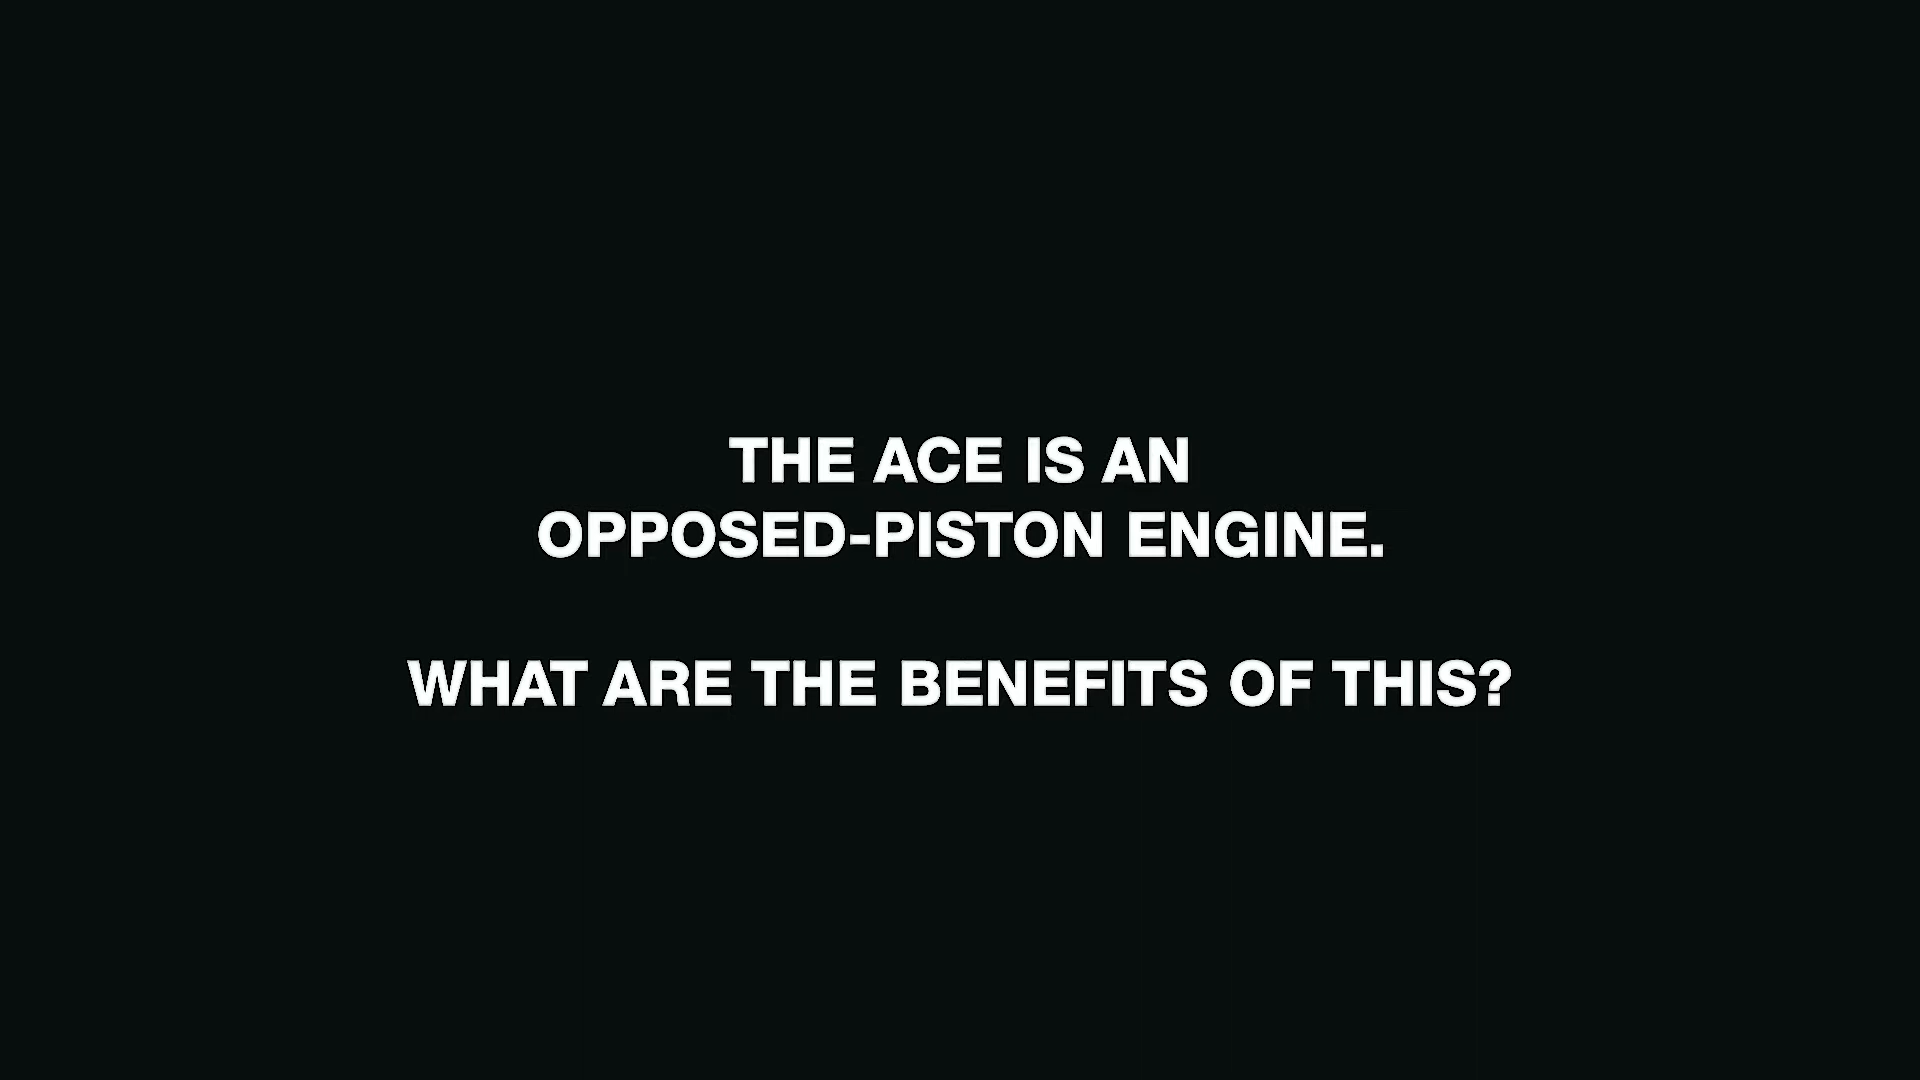 THE ACE IS AN
OPPOSED-PISTON ENGINE.
WHAT ARE THE BENEFITS OF THIS?